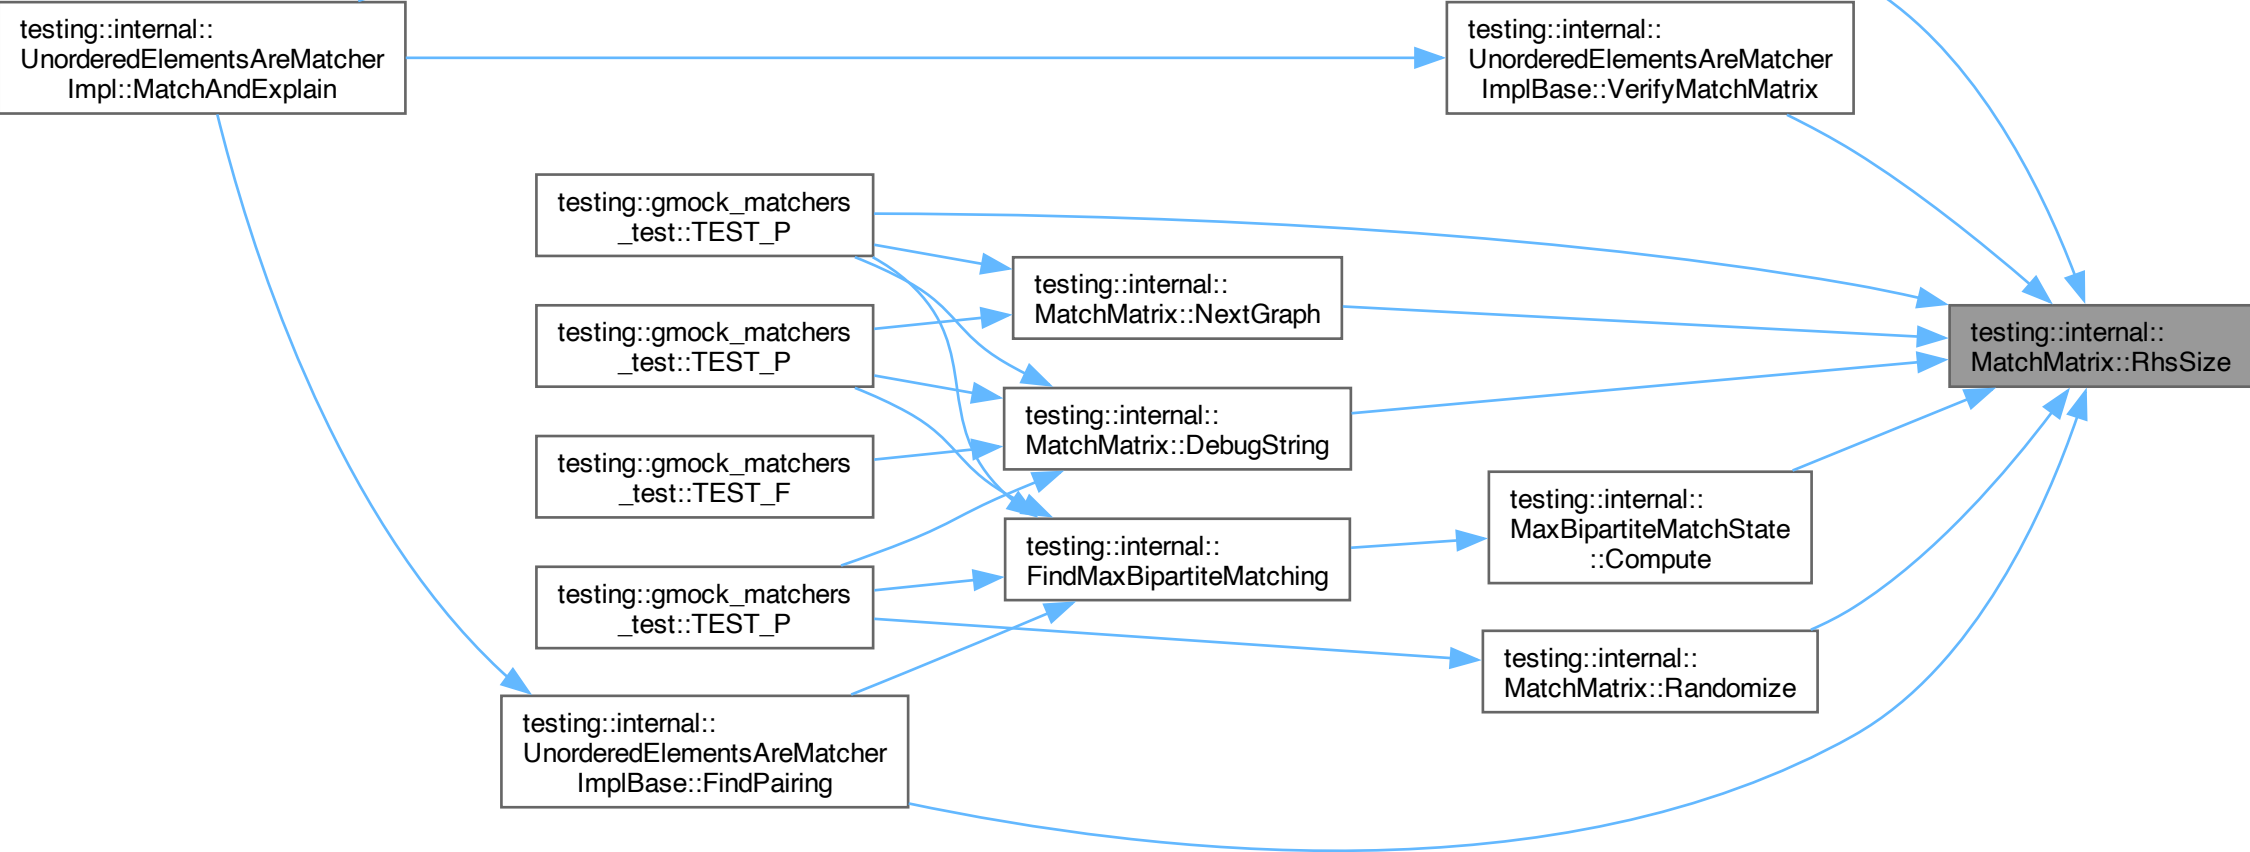 testing::internal::
UnorderedElementsAreMatcher
Impl::MatchAndExplain
testing::internal::
UnorderedElementsAreMatcher
ImplBase::VerifyMatchMatrix
testing::gmock_matchers
_test::TEST_P
testing::internal::
MatchMatrix::NextGraph
testing::gmock_matchers
_test::TEST_P
testing::internal::
MatchMatrix::RhsSize
testing::internal::
MatchMatrix::DebugString
testing::gmock_matchers
_test::TEST_F
testing::internal::
MaxBipartiteMatchState
::Compute
testing::internal::
FindMaxBipartiteMatching
testing::gmock_matchers
_test::TEST_P
testing::internal::
MatchMatrix::Randomize
testing::internal::
UnorderedElementsAreMatcher
ImplBase::FindPairing